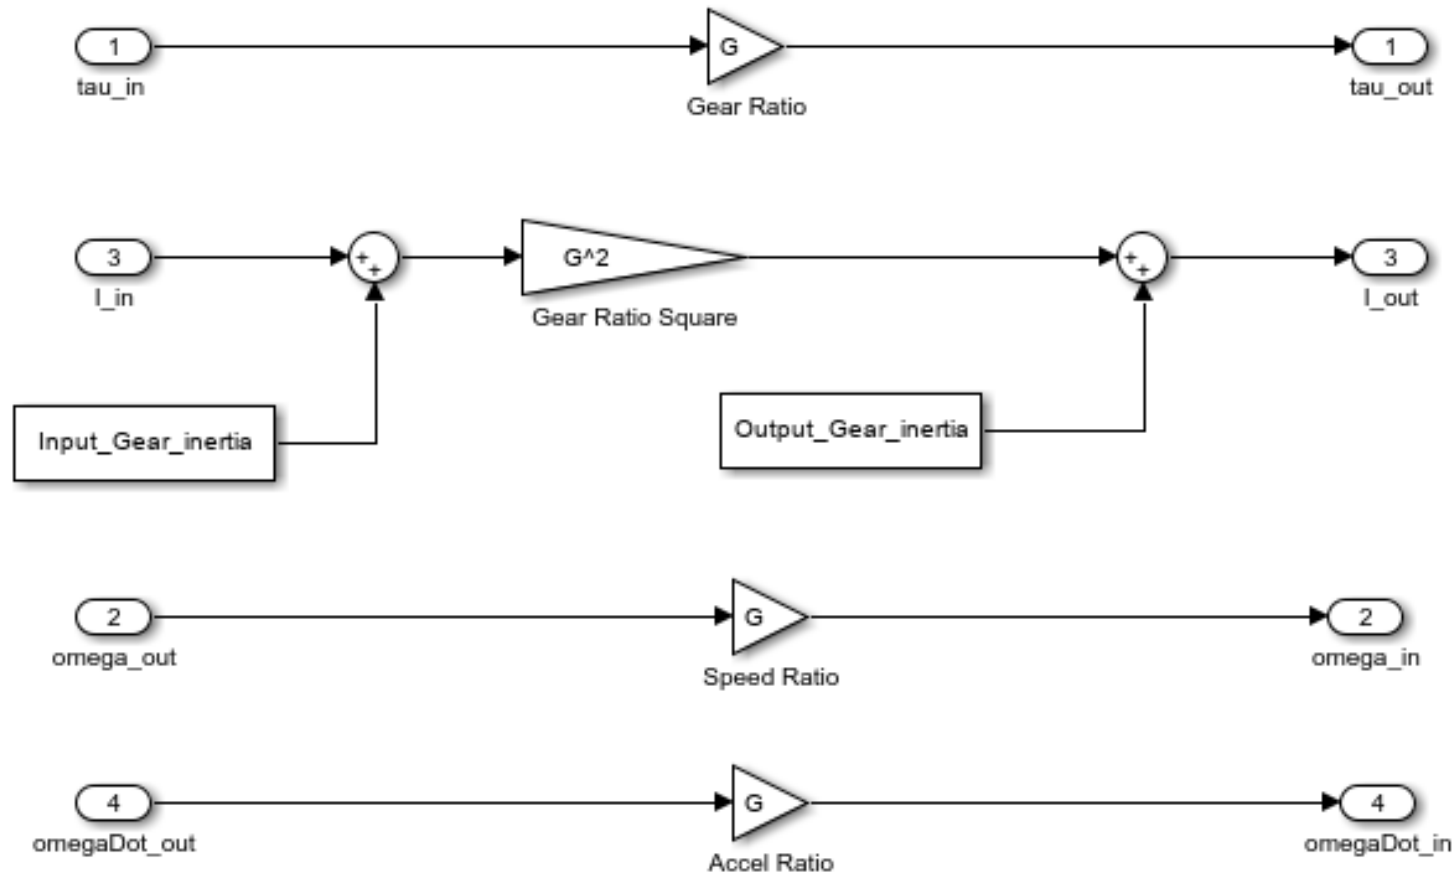 1
G
1
tau_in
tau_out
Gear Ratio
3
+
+
G^2
+
+
3
I_in
I_out
Gear Ratio Square
Input_Gear_inertia
Output_Gear_inertia
2
G
2
omega_out
omega_in
Speed Ratio
4
G
4
omegaDot_out
omegaDot_in
Accel Ratio